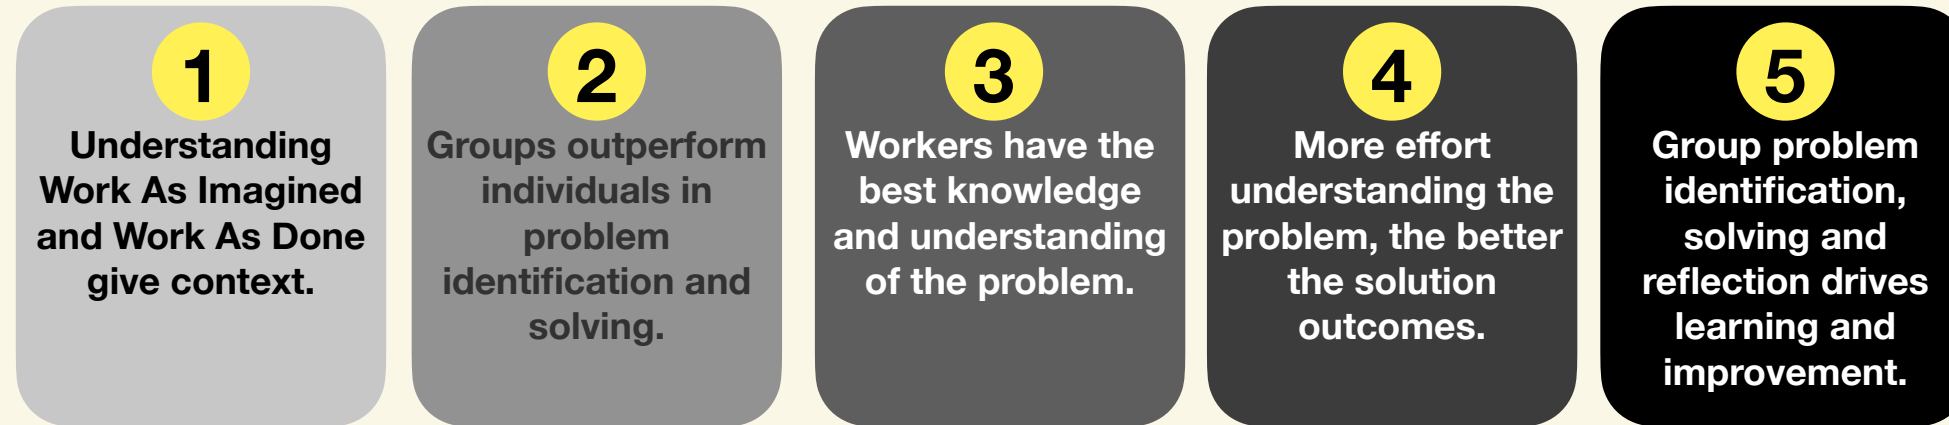 1
Understanding
Work As Imagined
and Work As Done
give context.
2
Groups outperform
individuals in
problem
identification and
solving.
3
Workers have the
best knowledge
and understanding
of the problem.
4
More effort
understanding the
problem, the better
the solution
outcomes.
5
Group problem
identification,
solving and
reflection drives
learning and
improvement.